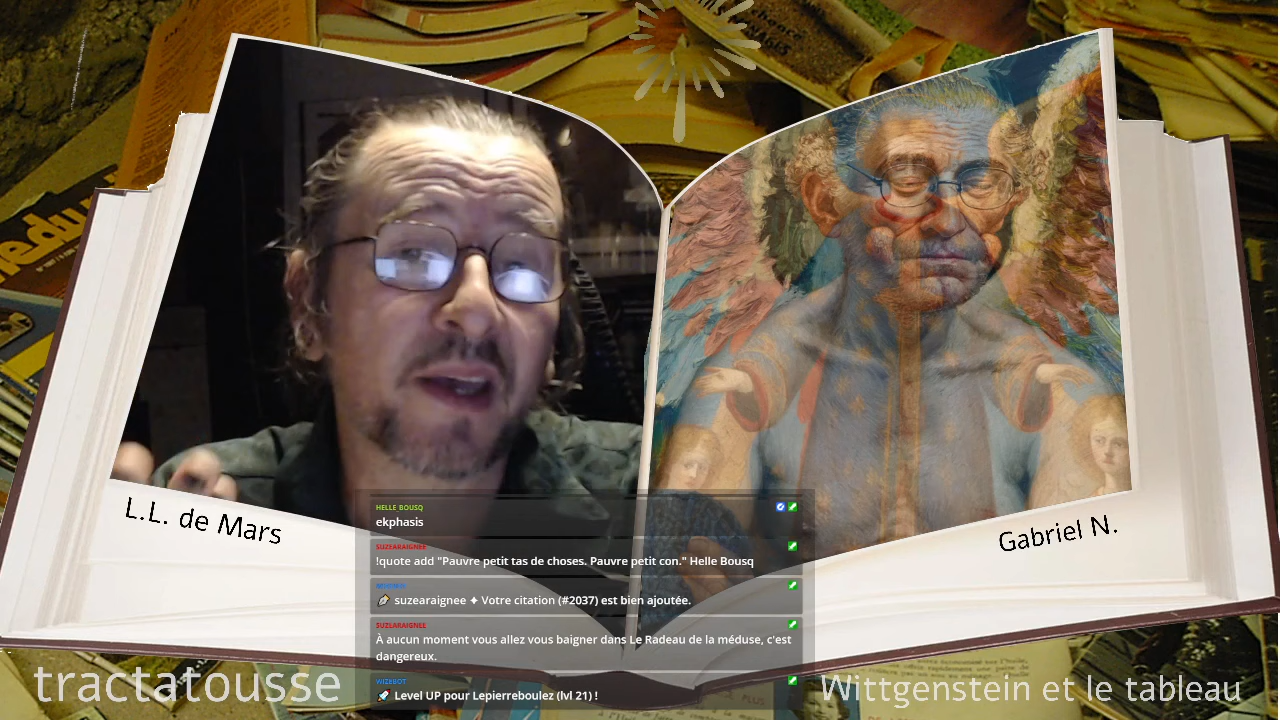 L.L. de Mars
Gabriel N.
HELLE BOUSQ
ekphasis
SUZEARAIGNEE
!quote add "Pauvre petit tas de choses. Pauvre petit con." Helle Bousq
suzearaignee ✦ Votre citation (#2037) est bien ajoutée.
SUZEARAIGNEE
À aucun moment vous allez vous baigner dans Le Radeau de la méduse, c'est
dangereux.
WIZEBOT
Level UP pour Lepierreboulez (lvl 21) !
tractatousse
Wittgenstein et le tableau